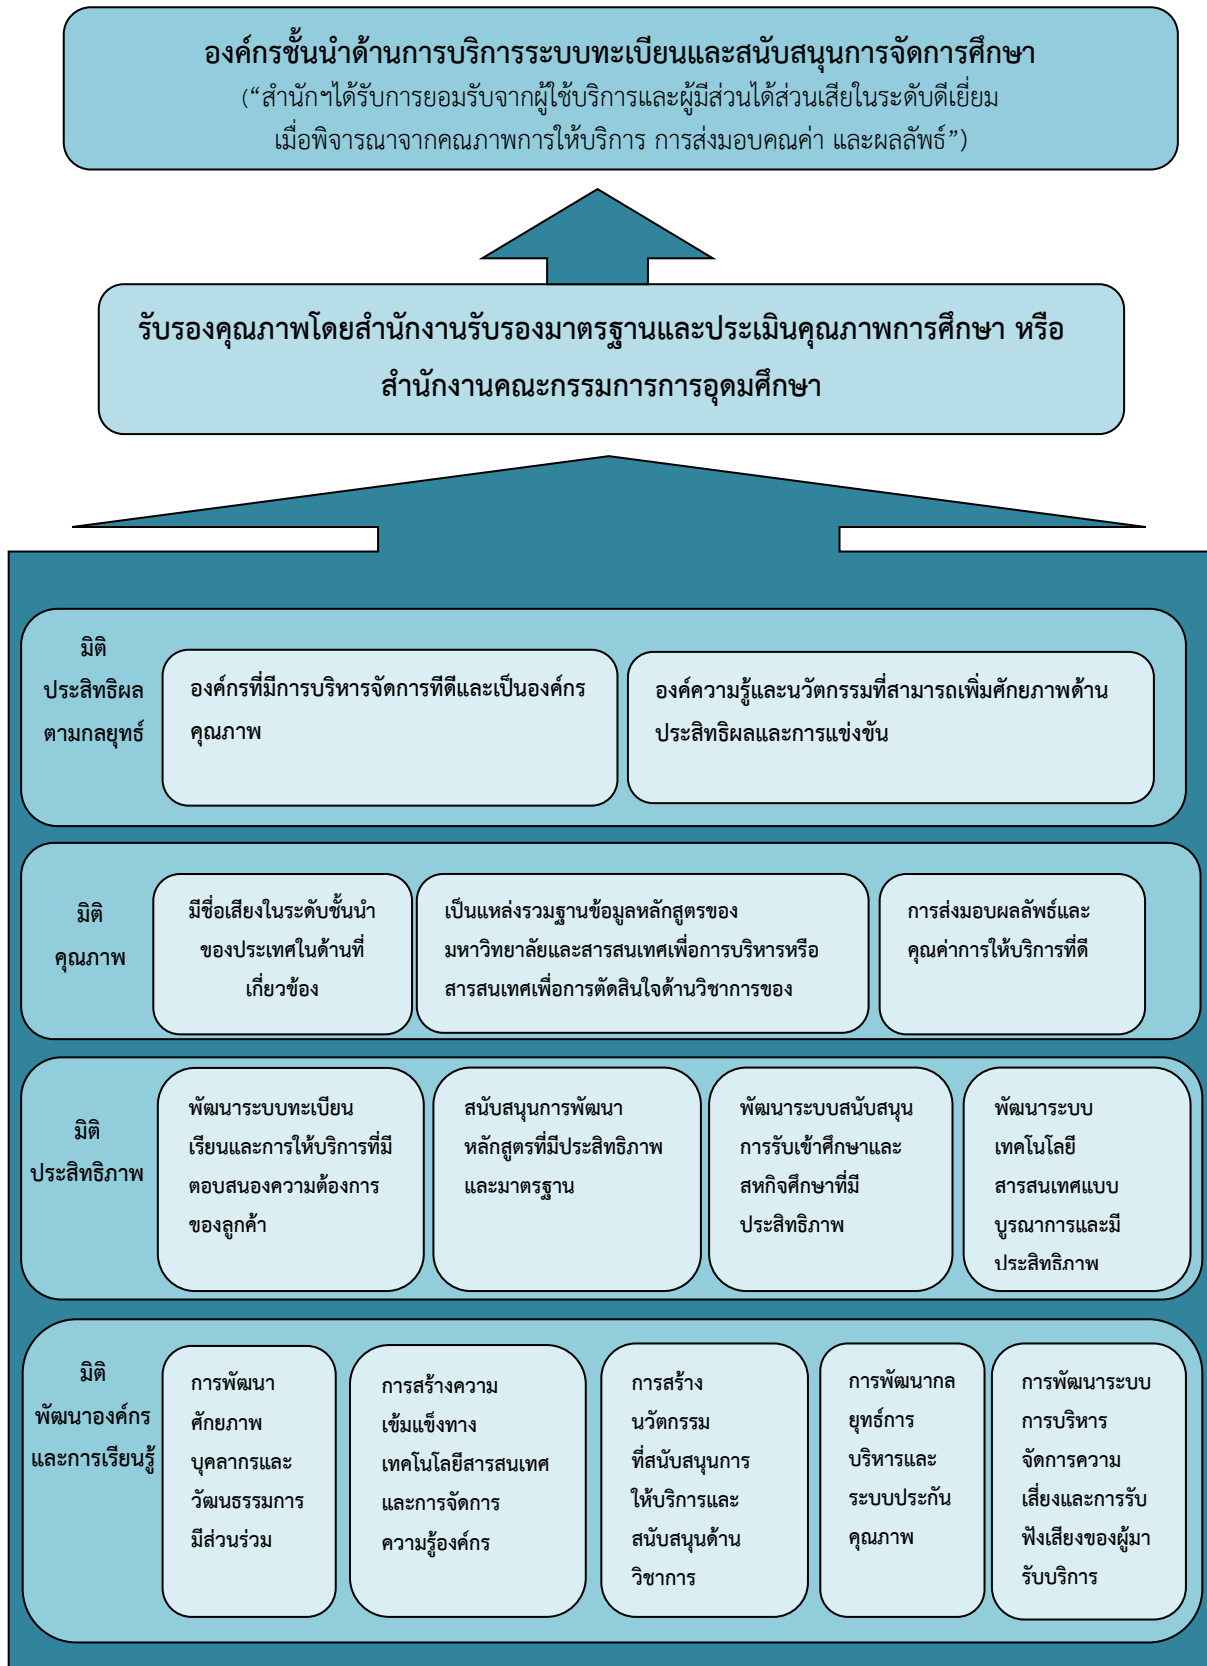 องค์กรชั้นนำด้านการบริการระบบทะเบียนและสนับสนุนการจัดการศึกษา
(“สำนักฯได้รับการยอมรับจากผู้ใช้บริการและผู้มีส่วนได้ส่วนเสียในระดับดีเยี่ยม
เมื่อพิจารณาจากคุณภาพการให้บริการ การส่งมอบคุณค่า และผลลัพธ์”)
รับรองคุณภาพโดยสำนักงานรับรองมาตรฐานและประเมินคุณภาพการศึกษา หรือ
สำนักงานคณะกรรมการการอุดมศึกษา
มิติ
ประสิทธิผล
ตามกลยุทธ์
องค์กรที่มีการบริหารจัดการทีดีและเป็นองค์กร
คุณภาพ
องค์ความรู้และนวัตกรรมที่สามารถเพิ่มศักยภาพด้าน
ประสิทธิผลและการแข่งขัน
มิติ
คุณภาพ
มีชื่อเสียงในระดับชั้นนำ
ของประเทศในด้านที่
เกี่ยวข้อง
เป็นแหล่งรวมฐานข้อมูลหลักสูตรของ
มหาวิทยาลัยและสารสนเทศเพื่อการบริหารหรือ
สารสนเทศเพื่อการตัดสินใจด้านวิชาการของ
การส่งมอบผลลัพธ์และ
คุณค่าการให้บริการที่ดี
มิติ
ประสิทธิภาพ
พัฒนาระบบทะเบียน
เรียนและการให้บริการที่มี
ตอบสนองความต้องการ
ของลูกค้า
สนับสนุนการพัฒนา
หลักสูตรที่มีประสิทธิภาพ
และมาตรฐาน
พัฒนาระบบสนับสนุน
การรับเข้าศึกษาและ
สหกิจศึกษาที่มี
ประสิทธิภาพ
พัฒนาระบบ
เทคโนโลยี
สารสนเทศแบบ
บูรณาการและมี
ประสิทธิภาพ
มิติ
พัฒนาองค์กร
และการเรียนรู้
การพัฒนา
ศักยภาพ
บุคลากรและ
วัฒนธรรมการ
มีส่วนร่วม
การสร้างความ
เข้มแข็งทาง
เทคโนโลยีสารสนเทศ
และการจัดการ
ความรู้องค์กร
การสร้าง
นวัตกรรม
ที่สนับสนุนการ
ให้บริการและ
สนับสนุนด้าน
วิชาการ
การพัฒนากล
ยุทธ์การ
บริหารและ
ระบบประกัน
คุณภาพ
การพัฒนาระบบ
การบริหาร
จัดการความ
เสี่ยงและการรับ
ฟังเสียงของผู้มา
รับบริการ